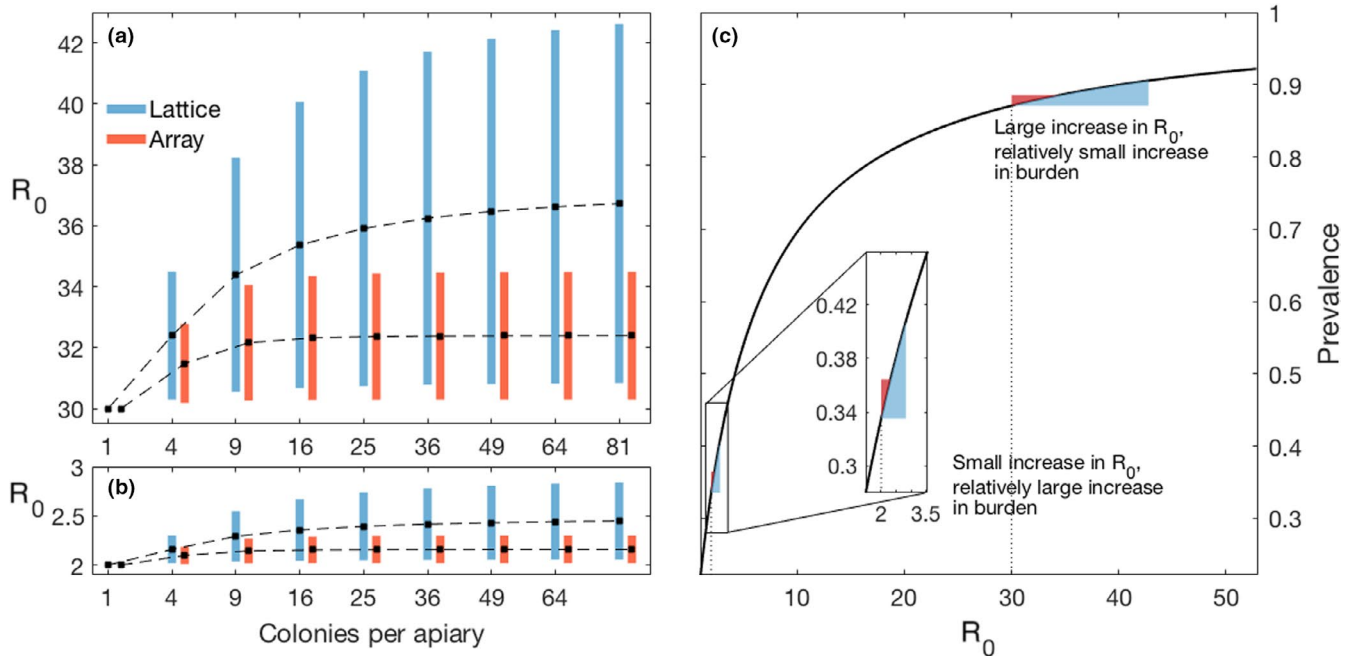 (a)
42
40
38
36
34
32
30
R0
Lattice
Array
1 4 9 16 25 36 49 64 81
(b)
3
2.5
2
R0
1 4 9 16 25 36 49 64
Colonies per apiary
(c)
1
0.9
0.8
0.7
0.6
0.5
0.4
0.3
Prevalence
Large increase in R0,
relatively small increase
in burden
0.42
0.38
0.34
0.3
2 3.5
Small increase in R0,
relatively large increase
in burden
10 20 30 40 50
R0